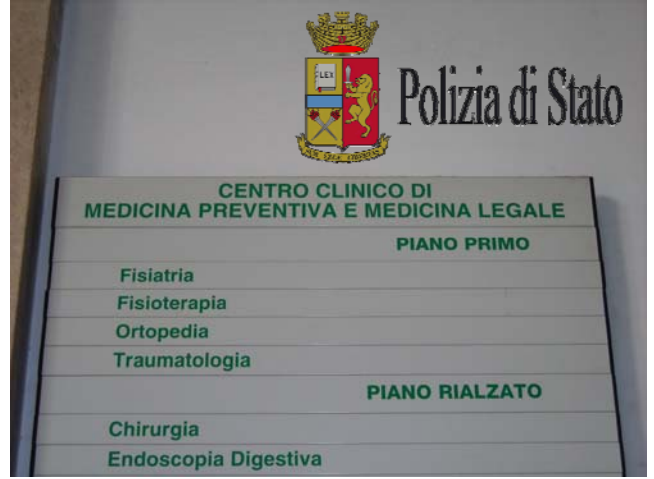 LEX
Polizia di Stato
CENTRO CLINICO DI
MEDICINA PREVENTIVA E MEDICINA LEGALE
PIANO PRIMO
Fisiatria
Fisioterapia
Ortopedia
Traumatologia
PIANO RIALZATO
Chirurgia
Endoscopia Digestiva